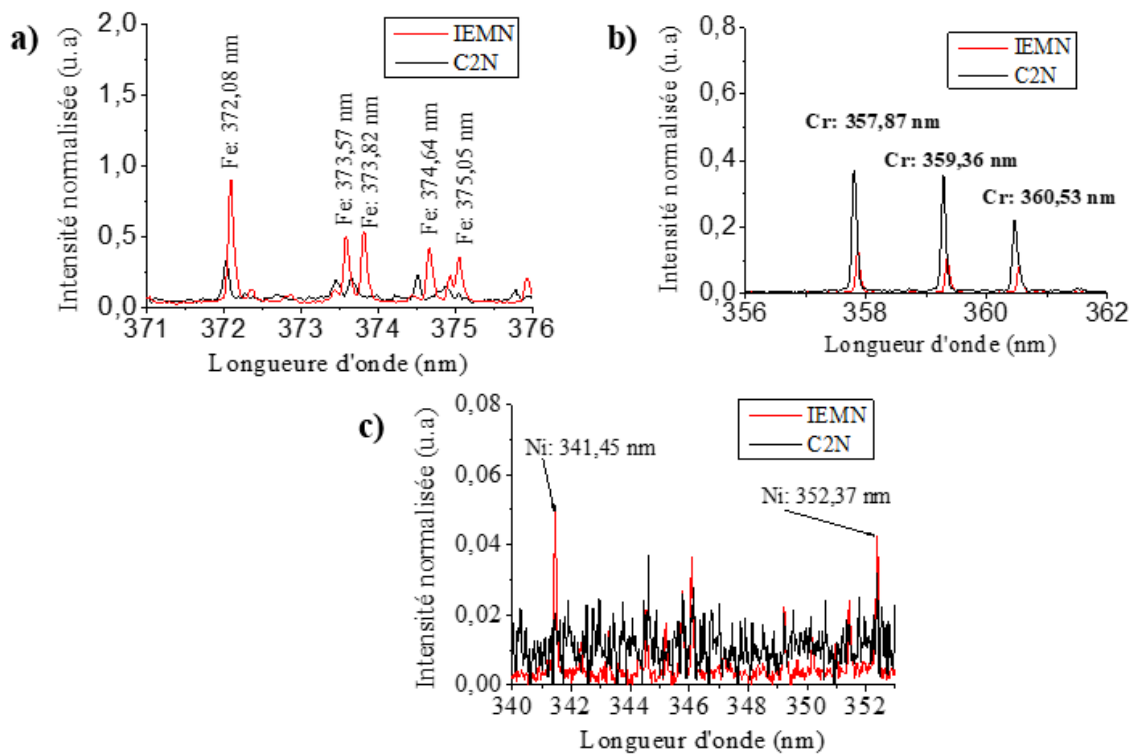 a)
2,0
1,5
1,0
0,5
0,0
Intensité normalisée (u.a)
IEMN
C2N
Fe: 372,08 nm
Fe: 373,57 nm
Fe: 373,82 nm
Fe: 374,64 nm
Fe: 375,05 nm
371
372
373
374
375
376
Longueure d'onde (nm)
b)
0,8
0,6
0,4
0,2
0,0
Intensité normalisée (u.a)
IEMN
C2N
Cr: 357,87 nm
Cr: 359,36 nm
Cr: 360,53 nm
356
358
360
362
Longueur d'onde (nm)
c)
0,08
0,06
0,04
0,02
0,00
Intensité normalisée (u.a)
IEMN
C2N
Ni: 341,45 nm
Ni: 352,37 nm
340
342
344
346
348
350
352
Longueur d'onde (nm)